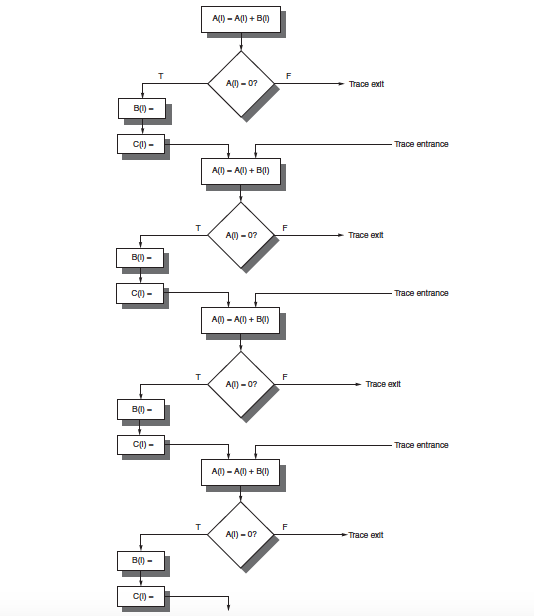 A(I) = A(I) + B(I)
T
A(I) = 0?
F
Trace exit
B(I) =
C(I) =
Trace entrance
A(I) = A(I) + B(I)
T
A(I) = 0?
F
Trace exit
B(I) =
C(I) =
Trace entrance
A(I) = A(I) + B(I)
T
A(I) = 0?
F
Trace exit
B(I) =
C(I) =
Trace entrance
A(I) = A(I) + B(I)
T
A(I) = 0?
F
Trace exit
B(I) =
C(I) =